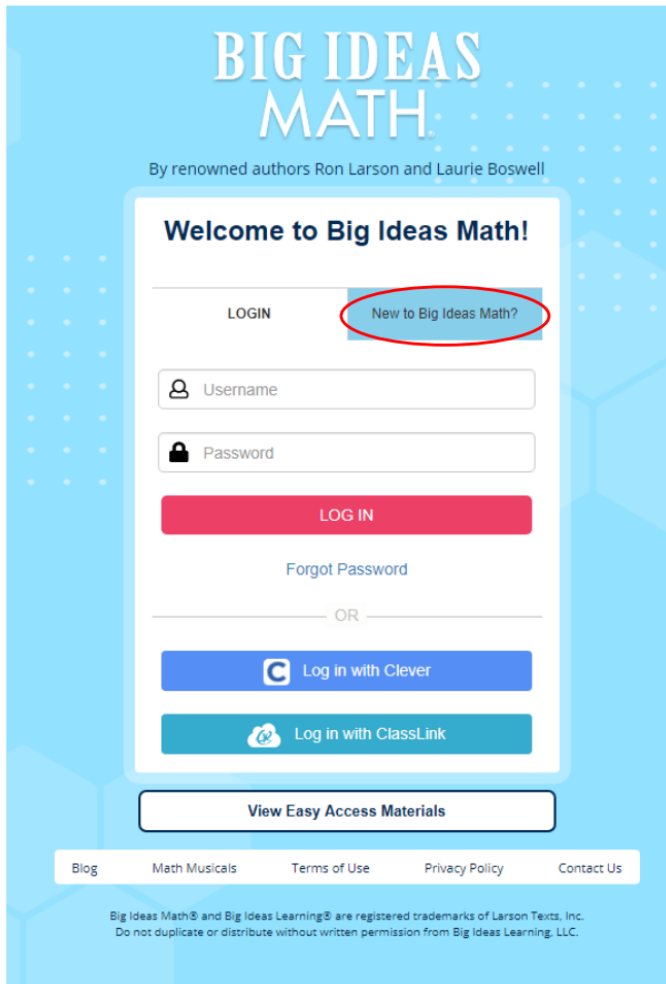 BIG IDEAS
MATH.
By renowned authors Ron Larson and Laurie Boswell
Welcome to Big Ideas Math!
LOGIN
New to Big Ideas Math?
Username
Password
LOG IN
Forgot Password
OR
C Log in with Clever
Log in with ClassLink
View Easy Access Materials
Blog Math Musicals Terms of Use Privacy Policy Contact Us
Big Ideas Math® and Big Ideas Learning® are registered trademarks of Larson Texts, Inc.
Do not duplicate or distribute without written permission from Big Ideas Learning, LLC.